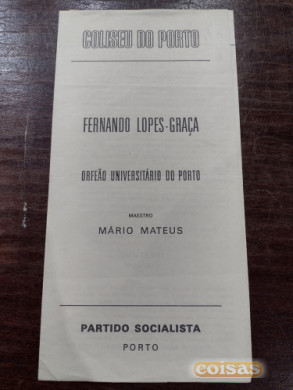 COLISEU DO PORTO
FERNANDO LOPES-GRAÇA
ORFEÃO UNIVERSITÁRIO DO PORTO
MAESTRO
MÁRIO MATEUS
PARTIDO SOCIALISTA
PORTO
coisas